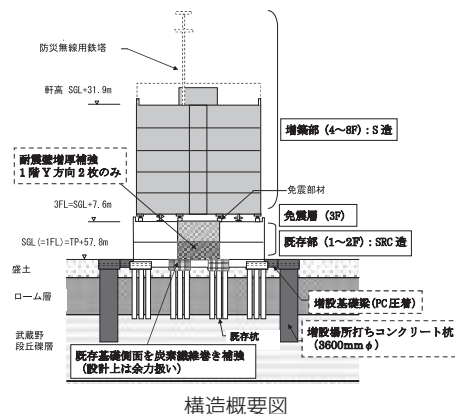 防災無線用鉄塔
軒高 SGL+31.9m
増築部（4～8F）：S造
耐震壁増厚補強
1階Y方向2枚のみ
免震部材
3FL=SGL+7.6m
免震層（3F）
既存部（1～2F）：SRC造
SGL(=1FL)=TP+57.8m
盛土
ローム層
増設基礎梁(PC圧着)
武蔵野
段丘礫層
既存杭
増設場所打ちコンクリート杭
(3600mmφ)
既存基礎側面を炭素繊維巻き補強
(設計上は余力扱い)
構造概要図